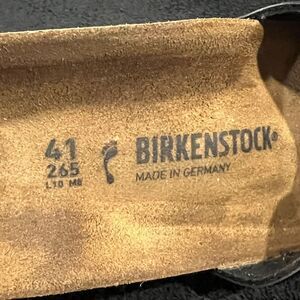 41
265
L10 M8
BIRKENSTOCK®
MADE IN GERMANY